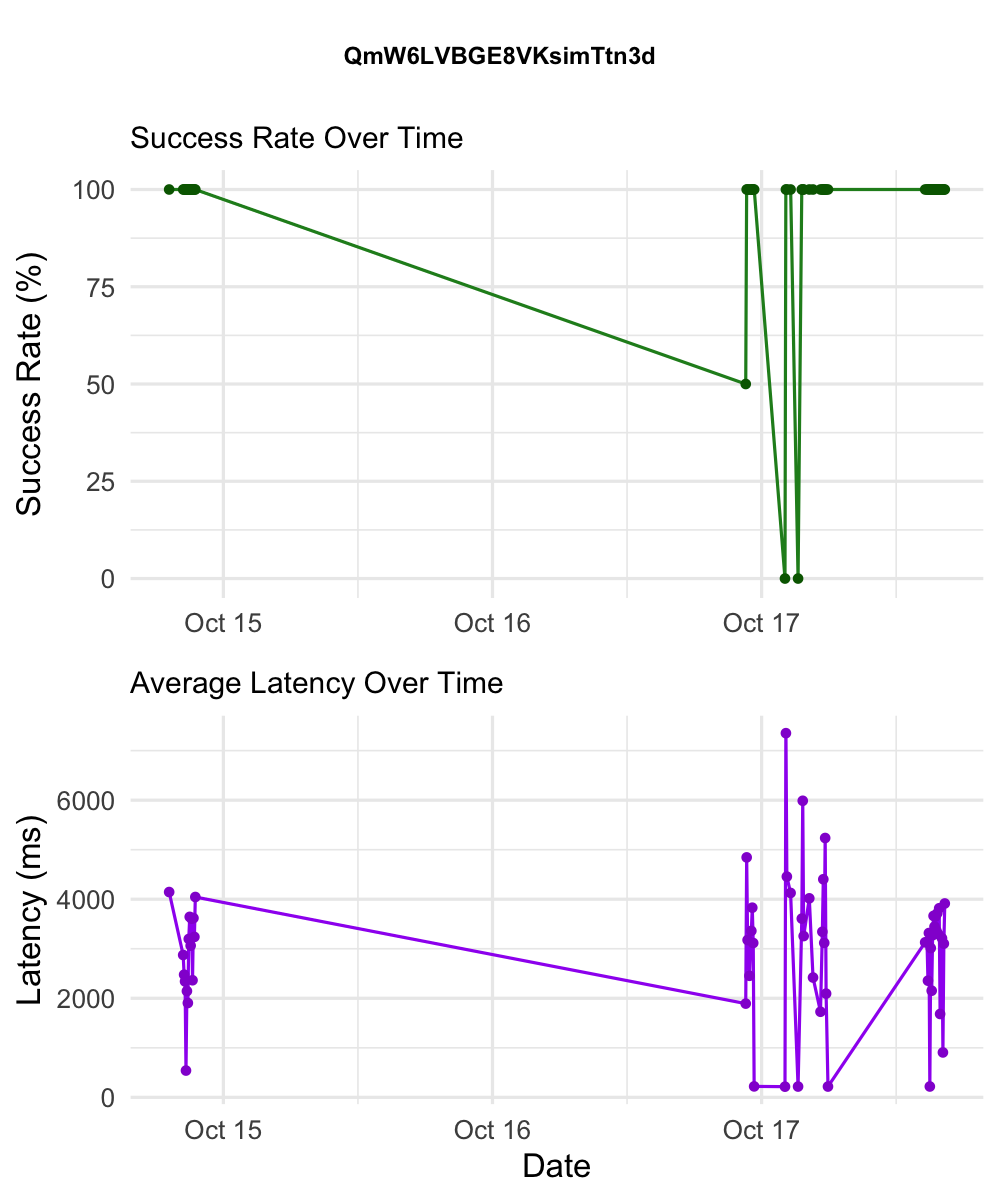 QmW6LVBGE8VKsimTtn3d
Success Rate Over Time
Success Rate (%)
100
75
50
25
0
Oct 15
Oct 16
Oct 17
Average Latency Over Time
Latency (ms)
6000
4000
2000
0
Oct 15
Oct 16
Oct 17
Date